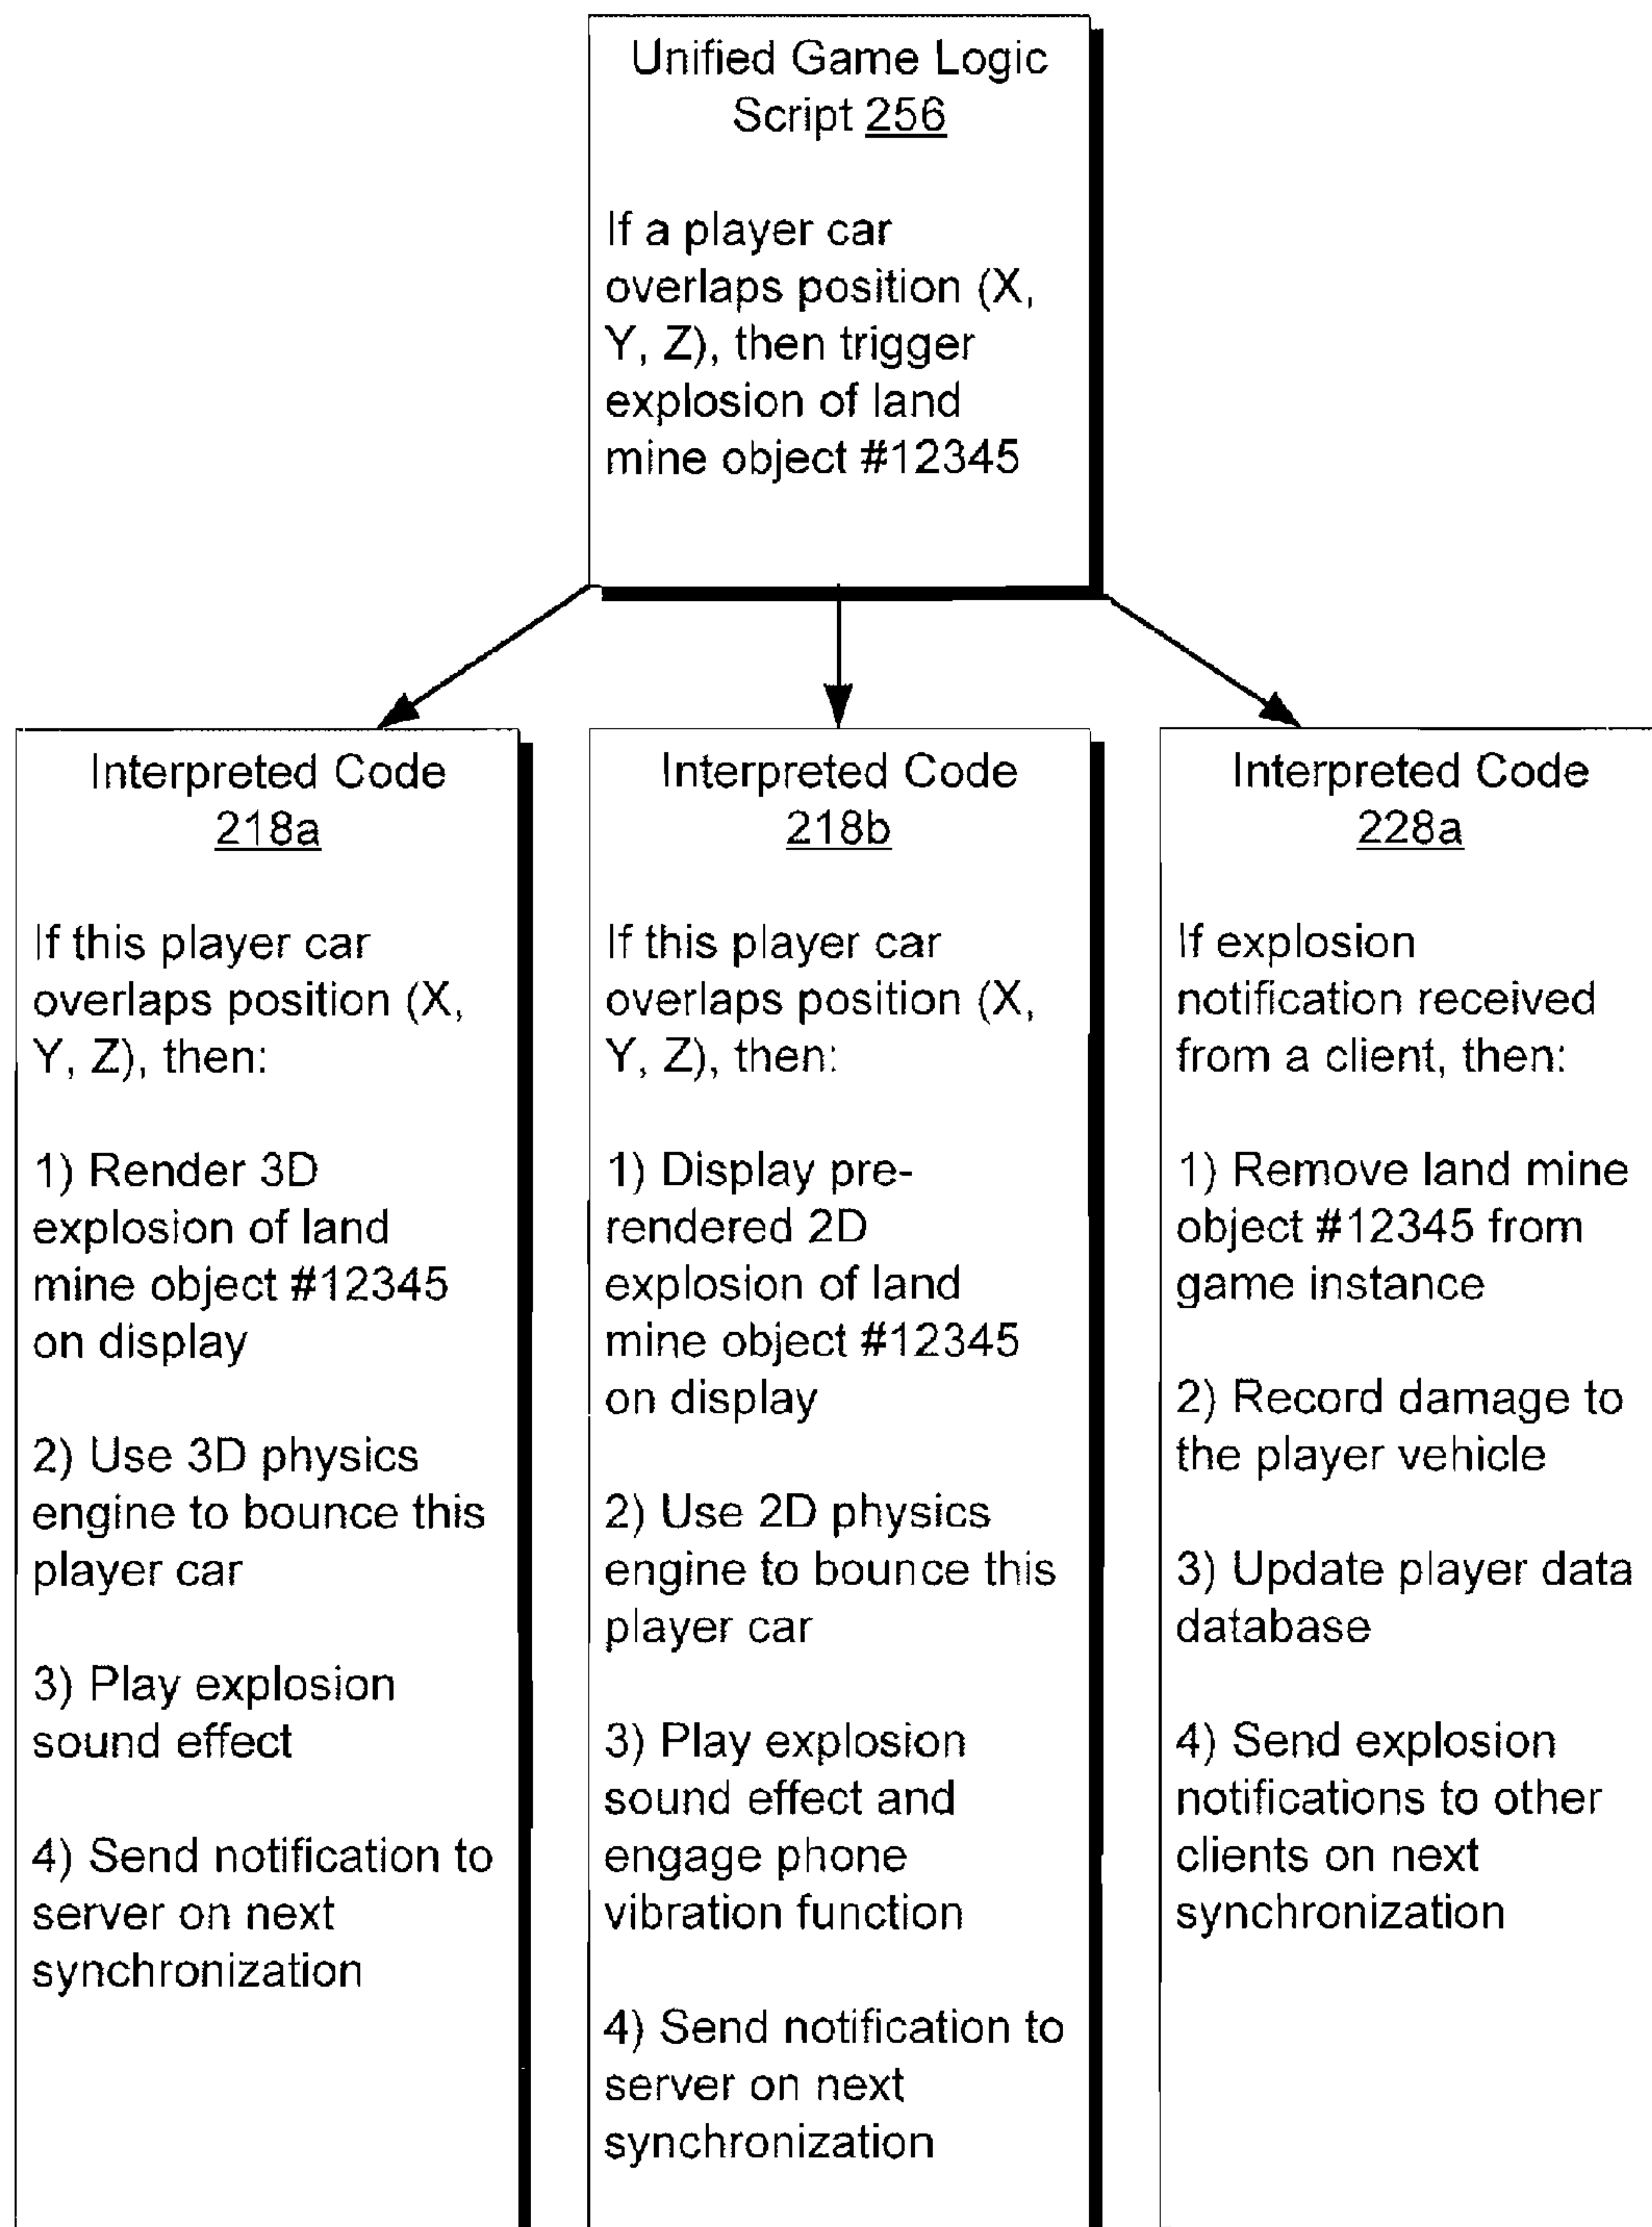 Unified Game Logic
Script 256
If a player car
overlaps position (X,
Y, Z), then trigger
explosion of land
mine object #12345
Interpreted Code
218a
If this player car
overlaps position (X,
Y, Z), then:
1) Render 3D
explosion of land
mine object #12345
on display
2) Use 3D physics
engine to bounce this
player car
3) Play explosion
sound effect
4) Send notification to
server on next
synchronization
Interpreted Code
218b
If this player car
overlaps position (X,
Y, Z), then:
1) Display pre-
rendered 2D
explosion of land
mine object #12345
on display
2) Use 2D physics
engine to bounce this
player car
3) Play explosion
sound effect and
engage phone
vibration function
4) Send notification to
server on next
synchronization
Interpreted Code
228a
If explosion
notification received
from a client, then:
1) Remove land mine
object #12345 from
game instance
2) Record damage to
the player vehicle
3) Update player data
database
4) Send explosion
notifications to other
clients on next
synchronization